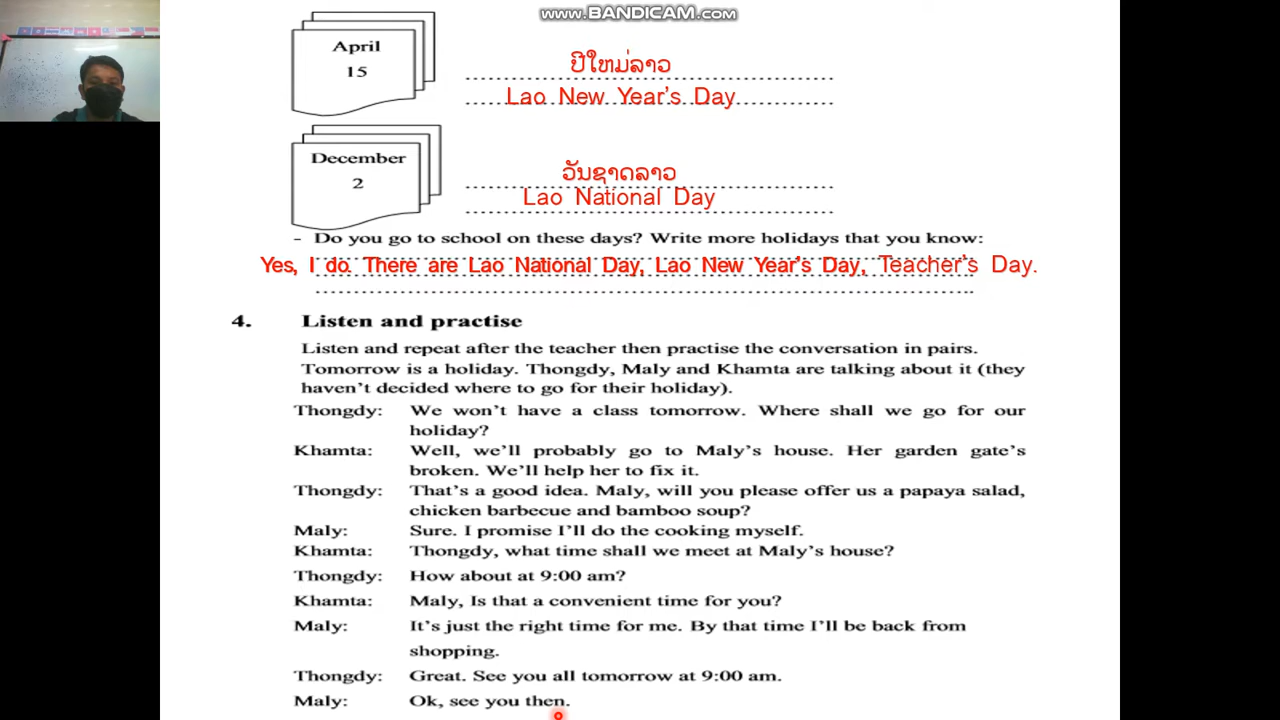 www.BANDICAM.com
April
15
ປີໃຫມ່ລາວ
Lao New Year's Day
December
2
ວັນຊາດລາວ
Lao National Day
- Do you go to school on these days? Write more holidays that you know:
Yes, I do. There are Lao National Day, Lao New Year's Day, Teacher's Day.
4. Listen and practise
Listen and repeat after the teacher then practise the conversation in pairs.
Tomorrow is a holiday. Thongdy, Maly and Khamta are talking about it (they
haven't decided where to go for their holiday).
Thongdy: We won't have a class tomorrow. Where shall we go for our
holiday?
Khamta: Well, we'll probably go to Maly's house. Her garden gate's
broken. We'll help her to fix it.
Thongdy: That's a good idea. Maly, will you please offer us a papaya salad,
chicken barbecue and bamboo soup?
Maly: Sure. I promise I'll do the cooking myself.
Khamta: Thongdy, what time shall we meet at Maly's house?
Thongdy: How about at 9:00 am?
Khamta: Maly, Is that a convenient time for you?
Maly: It's just the right time for me. By that time I'll be back from
shopping.
Thongdy: Great. See you all tomorrow at 9:00 am.
Maly: Ok, see you then.